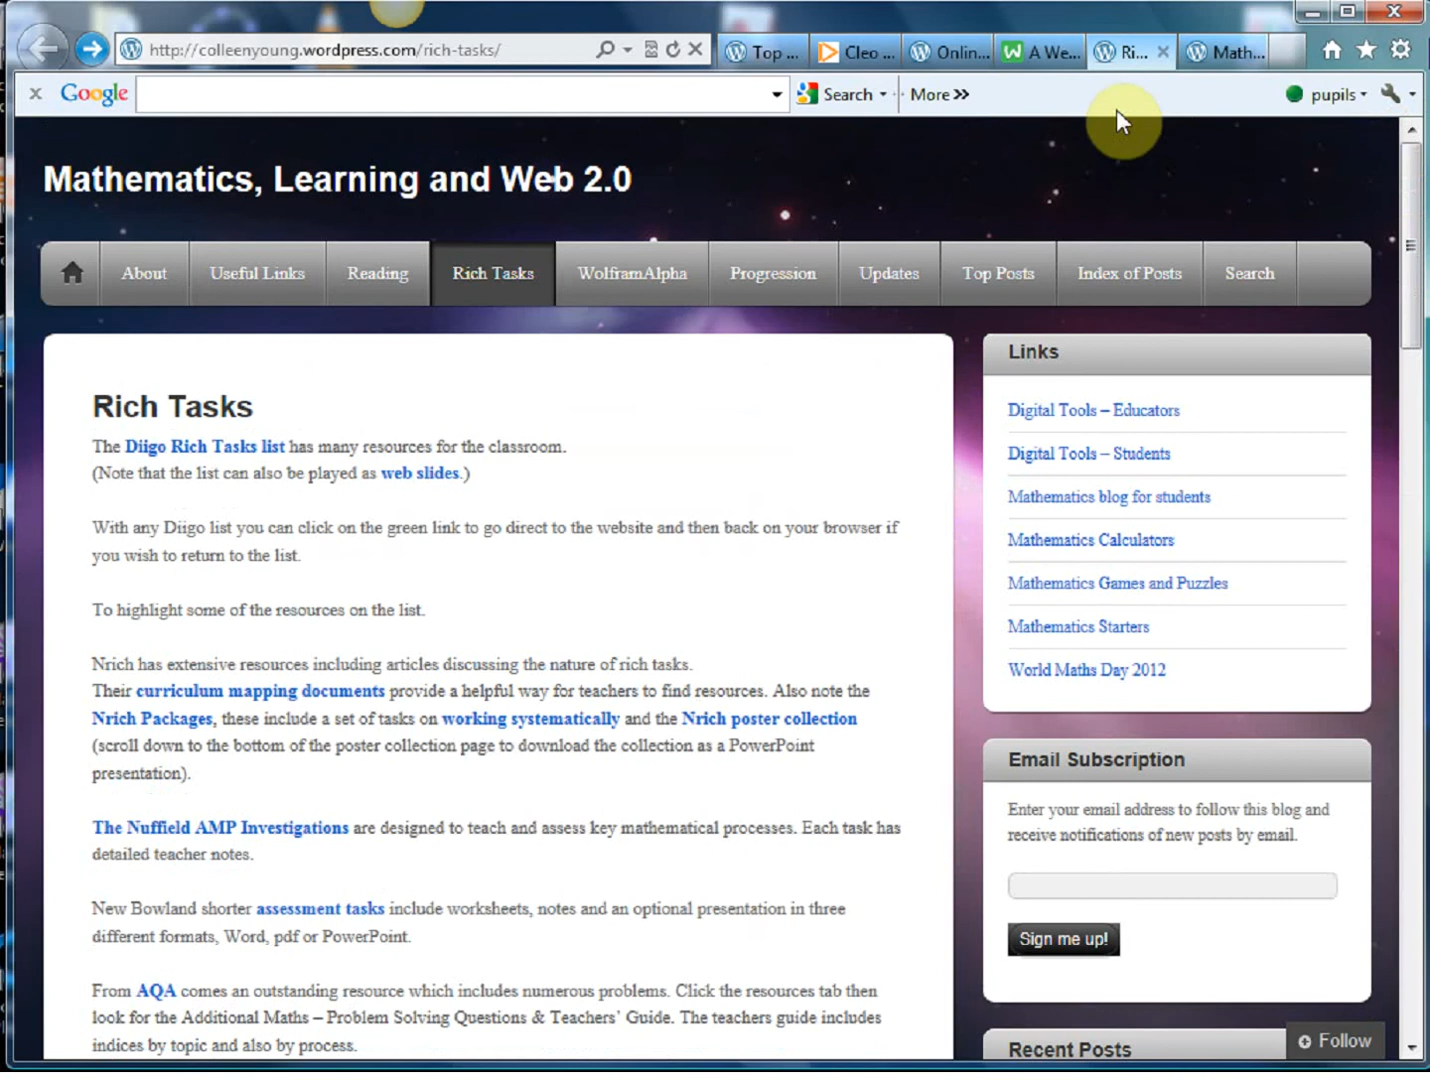 http://colleenyoung.wordpress.com/rich-tasks/
Top ...
Cleo ...
Onlin...
A We...
Ri...
Math...
Google
Search
More »
pupils
Mathematics, Learning and Web 2.0
About
Useful Links
Reading
Rich Tasks
WolframAlpha
Progression
Updates
Top Posts
Index of Posts
Search
Rich Tasks
The Diigo Rich Tasks list has many resources for the classroom.
(Note that the list can also be played as web slides.)
With any Diigo list you can click on the green link to go direct to the website and then back on your browser if
you wish to return to the list.
To highlight some of the resources on the list.
Nrich has extensive resources including articles discussing the nature of rich tasks.
Their curriculum mapping documents provide a helpful way for teachers to find resources. Also note the
Nrich Packages, these include a set of tasks on working systematically and the Nrich poster collection
(scroll down to the bottom of the poster collection page to download the collection as a PowerPoint
presentation).
The Nuffield AMP Investigations are designed to teach and assess key mathematical processes. Each task has
detailed teacher notes.
New Bowland shorter assessment tasks include worksheets, notes and an optional presentation in three
different formats, Word, pdf or PowerPoint.
From AQA comes an outstanding resource which includes numerous problems. Click the resources tab then
look for the Additional Maths – Problem Solving Questions & Teachers' Guide. The teachers guide includes
indices by topic and also by process.
Links
Digital Tools – Educators
Digital Tools – Students
Mathematics blog for students
Mathematics Calculators
Mathematics Games and Puzzles
Mathematics Starters
World Maths Day 2012
Email Subscription
Enter your email address to follow this blog and
receive notifications of new posts by email.
Sign me up!
Recent Posts
Follow